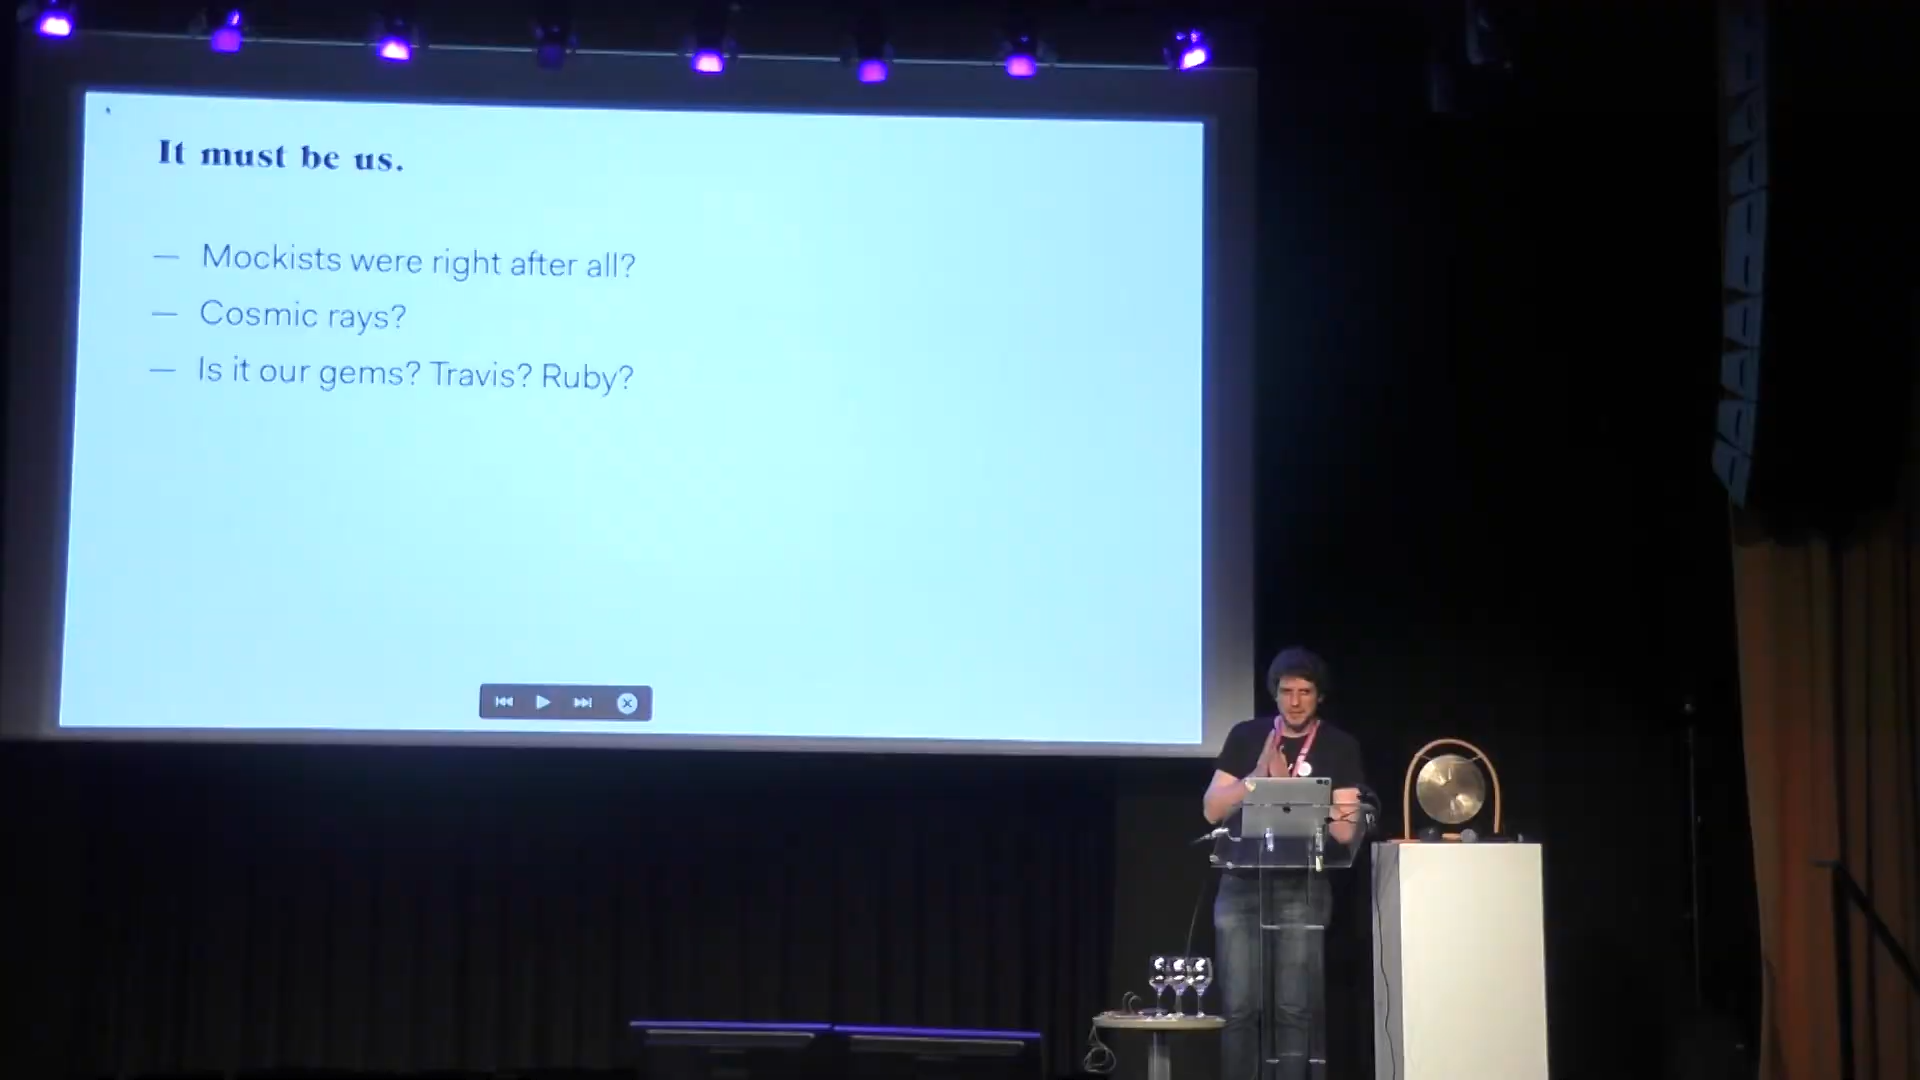 It must be us.
— Mockists were right after all?
— Cosmic rays?
— Is it our gems? Travis? Ruby?